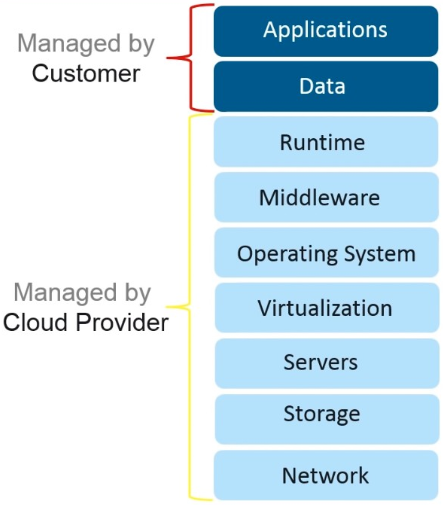 Managed by
Customer
Applications
Data
Runtime
Middleware
Operating System
Managed by
Cloud Provider
Virtualization
Servers
Storage
Network